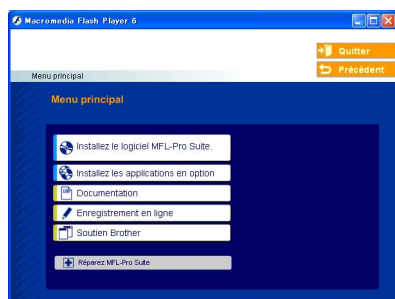 Macromedia Flash Player 6
Quitter
Précédent
Menu principal
Menu principal
Installez le logiciel MFL-Pro Suite.
Installez les applications en option
Documentation
Enregistrement en ligne
Soutien Brother
Réparez MFL-Pro Suite